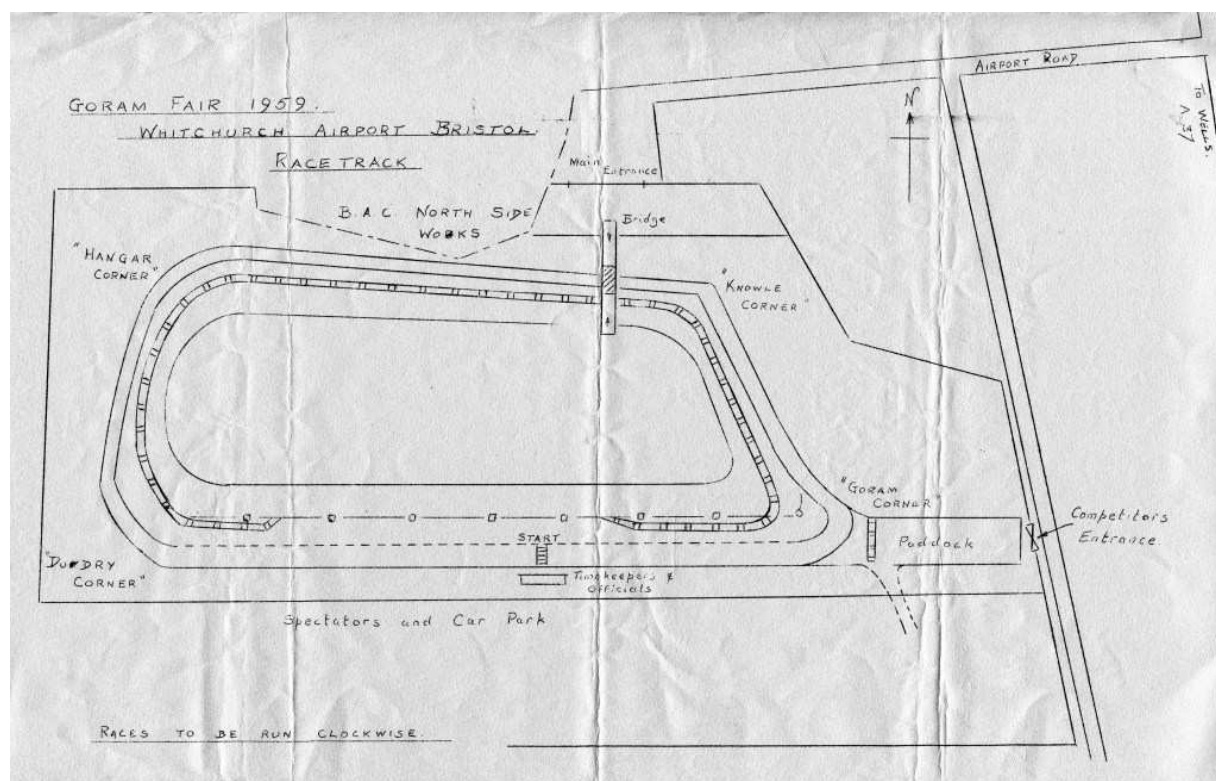 GORAM FAIR 1959.
WHITCHURCH AIRPORT BRISTOL.
RACETRACK
AIRPORT ROAD
TO WELLS.
A 37
N
Main Entrance
B.A.C. NORTH SIDE
WORKS
Bridge
"HANGAR
CORNER"
"KNOWLE
CORNER"
"GORAM
CORNER"
Paddock
Competitors
Entrance.
START
Timekeepers &
Officials
"DUNDRY
CORNER"
Spectators and Car Park
RACES TO BE RUN CLOCKWISE.